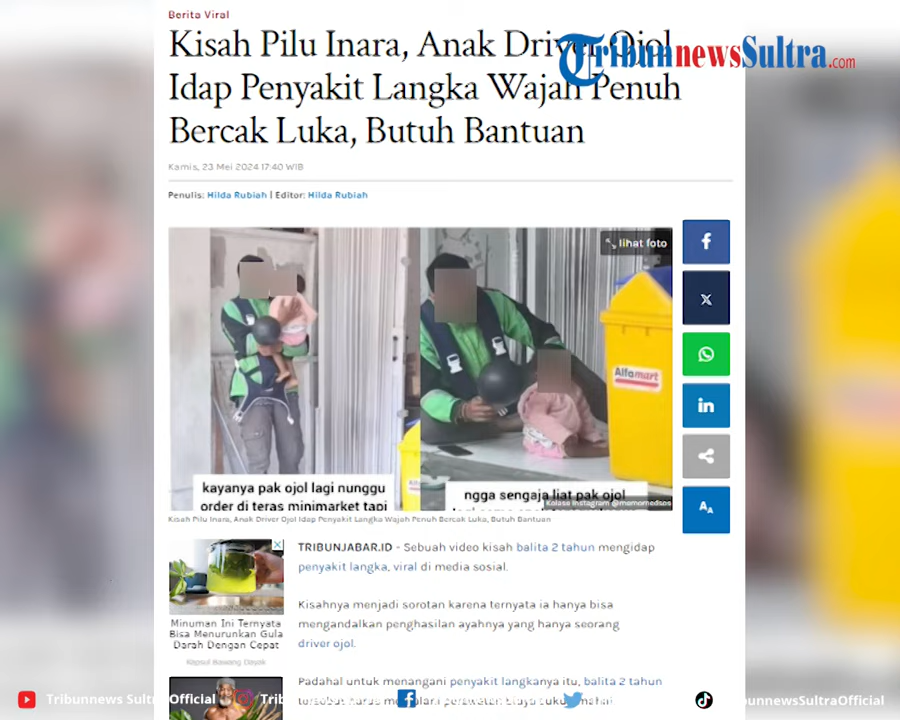 Berita Viral
Kisah Pilu Inara, Anak Driver Ojol
Idap Penyakit Langka Wajah Penuh
Bercak Luka, Butuh Bantuan
TribunnewsSultra.com
Kamis, 23 Mei 2024 17:40 WIB
Penulis: Hilda Rubiah | Editor: Hilda Rubiah
lihat foto
Alfamart
kayanya pak ojol lagi nunggu
order di teras minimarket tapi
ngga sengaja liat pak ojol
Kolase Instagram @memomedsos
Kisah Pilu Inara, Anak Driver Ojol Idap Penyakit Langka Wajah Penuh Bercak Luka, Butuh Bantuan
TRIBUNJABAR.ID - Sebuah video kisah balita 2 tahun mengidap
penyakit langka, viral di media sosial.
Kisahnya menjadi sorotan karena ternyata ia hanya bisa
mengandalkan penghasilan ayahnya yang hanya seorang
driver ojol.
Padahal untuk menangani penyakit langkanya itu, balita 2 tahun
Minuman Ini Ternyata
Bisa Menurunkan Gula
Darah Dengan Cepat
Kapsul Bawang Dayak
AA
Tribunnews Official
TribunnewsSultraOfficial